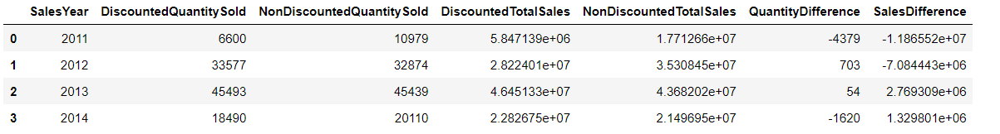 SalesYear DiscountedQuantitySold NonDiscountedQuantitySold DiscountedTotalSales NonDiscountedTotalSales QuantityDifference SalesDifference
0 2011 6600 10979 5.847139e+06 1.771266e+07 -4379 -1.186552e+07
1 2012 33577 32874 2.822401e+07 3.530845e+07 703 -7.084443e+06
2 2013 45493 45439 4.645133e+07 4.368202e+07 54 2.769309e+06
3 2014 18490 20110 2.282675e+07 2.149695e+07 -1620 1.329801e+06